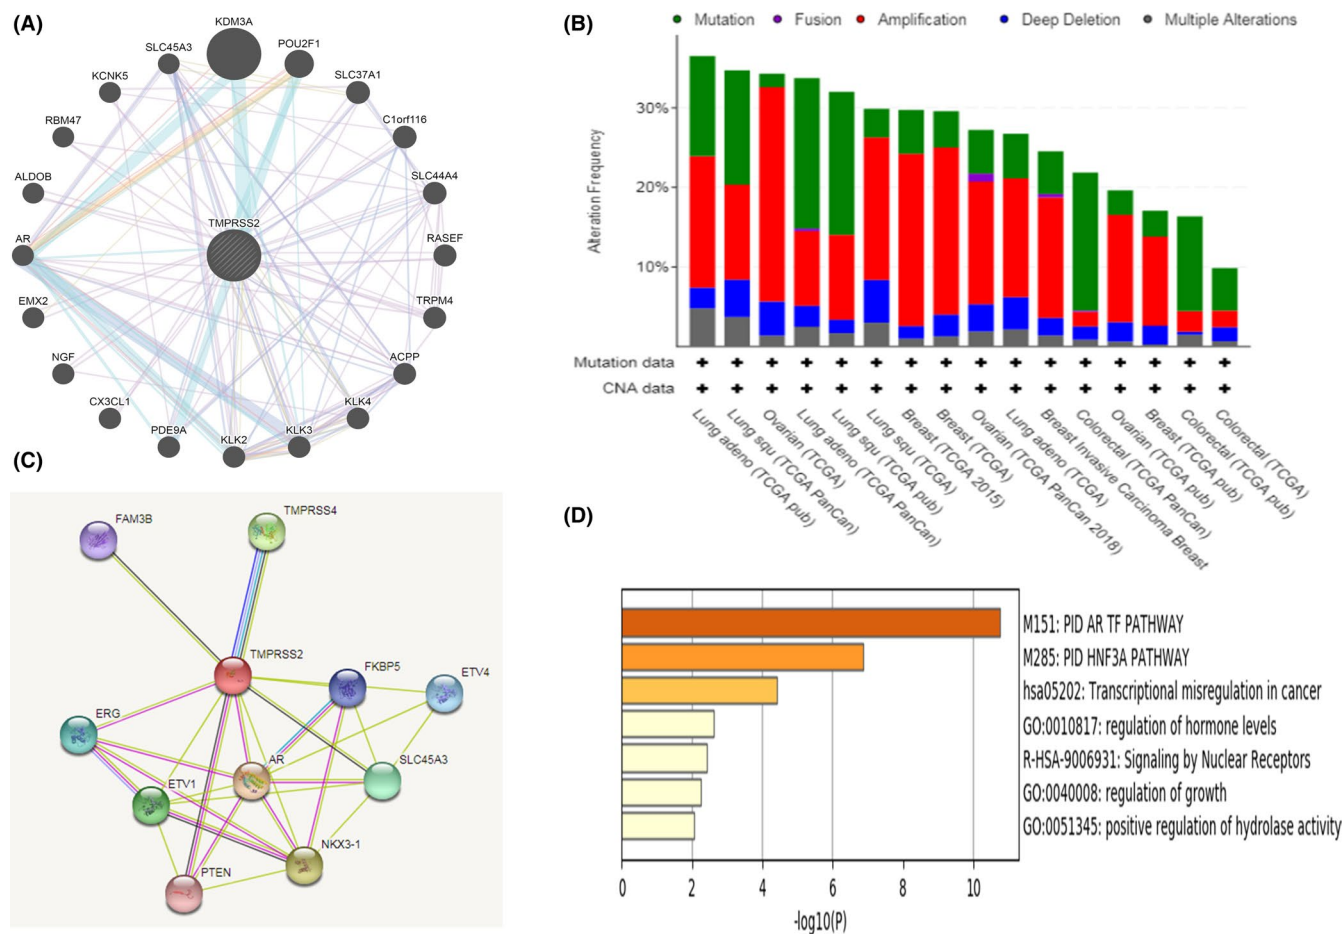 (A)
KDM3A
SLC45A3
POU2F1
KCNK5
SLC37A1
RBM47
C1orf116
ALDOB
SLC44A4
TMPRSS2
AR
RASEF
EMX2
TRPM4
NGF
ACPP
CX3CL1
KLK4
PDE9A
KLK2
KLK3
(B)
Mutation
Fusion
Amplification
Deep Deletion
Multiple Alterations
Alteration Frequency
30%
20%
10%
Mutation data
CNA data
Lung adeno (TCGA pub)
Lung squ (TCGA PanCan)
Ovarian (TCGA)
Lung adeno (TCGA PanCan)
Lung squ (TCGA pub)
Lung squ (TCGA)
Breast (TCGA 2015)
Breast (TCGA)
Ovarian (TCGA PanCan 2018)
Lung adeno (TCGA)
Breast Invasive Carcinoma Breast
Colorectal (TCGA PanCan)
Ovarian (TCGA pub)
Breast (TCGA pub)
Colorectal (TCGA pub)
Colorectal (TCGA)
(C)
FAM3B
TMPRSS4
TMPRSS2
FKBP5
ETV4
ERG
AR
SLC45A3
ETV1
NKX3-1
PTEN
(D)
M151: PID AR TF PATHWAY
M285: PID HNF3A PATHWAY
hsa05202: Transcriptional misregulation in cancer
GO:0010817: regulation of hormone levels
R-HSA-9006931: Signaling by Nuclear Receptors
GO:0040008: regulation of growth
GO:0051345: positive regulation of hydrolase activity
0 2 4 6 8 10
-log10(P)